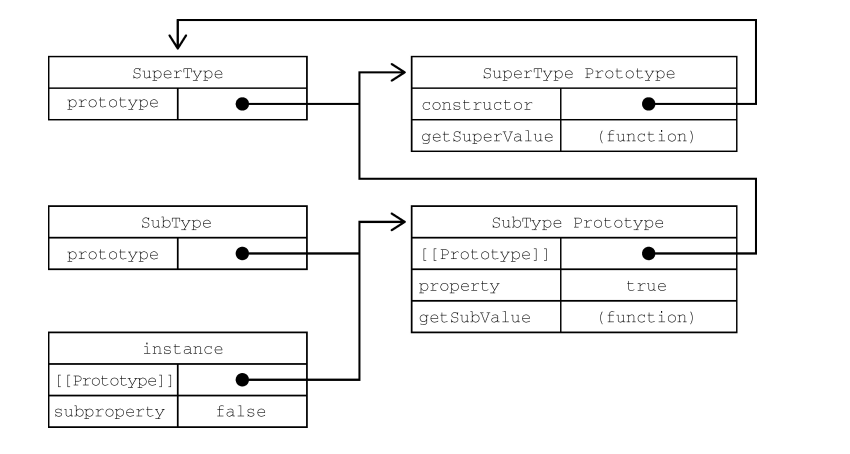 SuperType
prototype
SuperType Prototype
constructor
getSuperValue (function)
SubType
prototype
SubType Prototype
[[Prototype]]
property true
getSubValue (function)
instance
[[Prototype]]
subproperty false